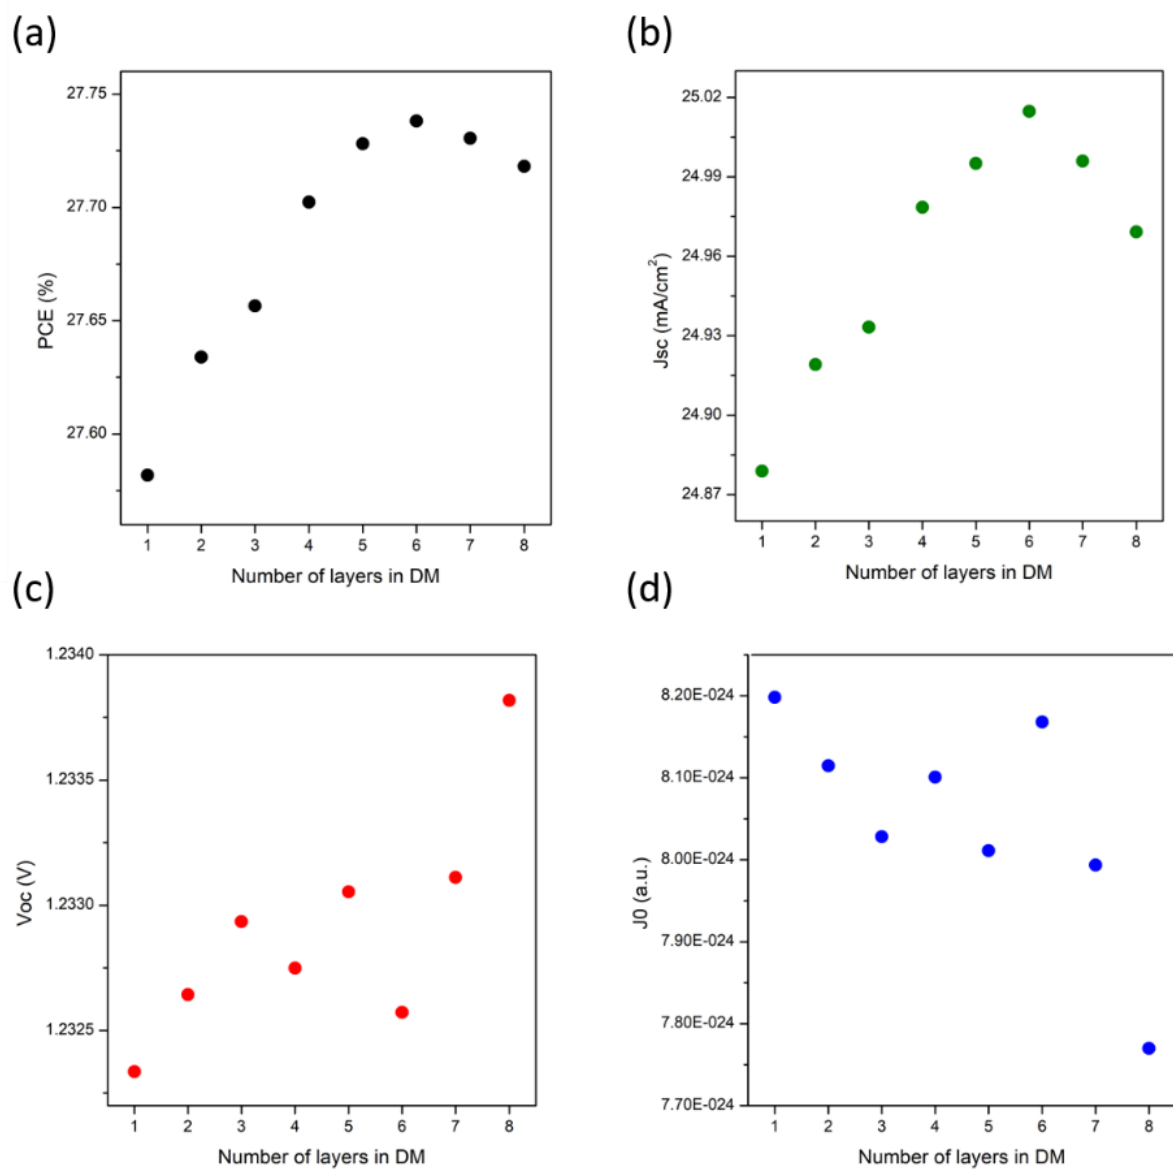 (a)
27.75
27.70
27.65
27.60
PCE (%)
1 2 3 4 5 6 7 8
Number of layers in DM
(b)
25.02
24.99
24.96
24.93
24.90
24.87
Jsc (mA/cm²)
1 2 3 4 5 6 7 8
Number of layers in DM
(c)
1.2340
1.2335
1.2330
1.2325
Voc (V)
1 2 3 4 5 6 7 8
Number of layers in DM
(d)
8.20E-024
8.10E-024
8.00E-024
7.90E-024
7.80E-024
7.70E-024
J0 (a.u.)
1 2 3 4 5 6 7 8
Number of layers in DM